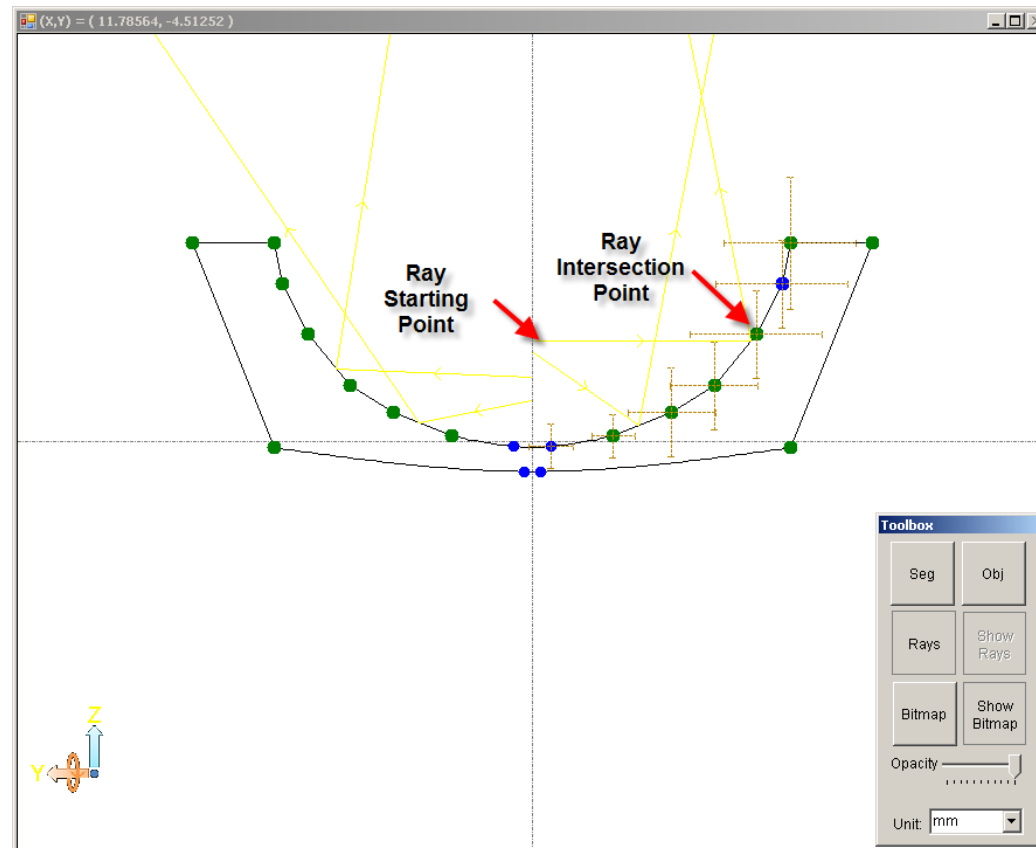 (X,Y) = ( 11.78564, -4.51252 )
Ray
Starting
Point
Ray
Intersection
Point
Z
Y
Toolbox
Seg
Obj
Rays
Show
Rays
Bitmap
Show
Bitmap
Opacity
Unit:
mm